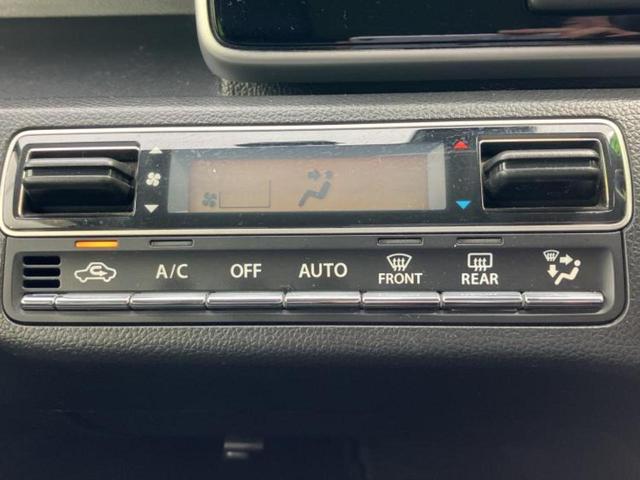 A/C OFF AUTO FRONT REAR